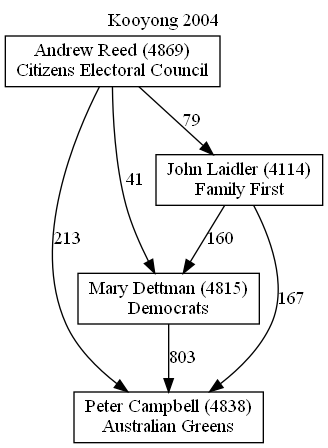 Kooyong 2004
Andrew Reed (4869)
Citizens Electoral Council
79
John Laidler (4114)
Family First
41
213
160
167
Mary Dettman (4815)
Democrats
803
Peter Campbell (4838)
Australian Greens